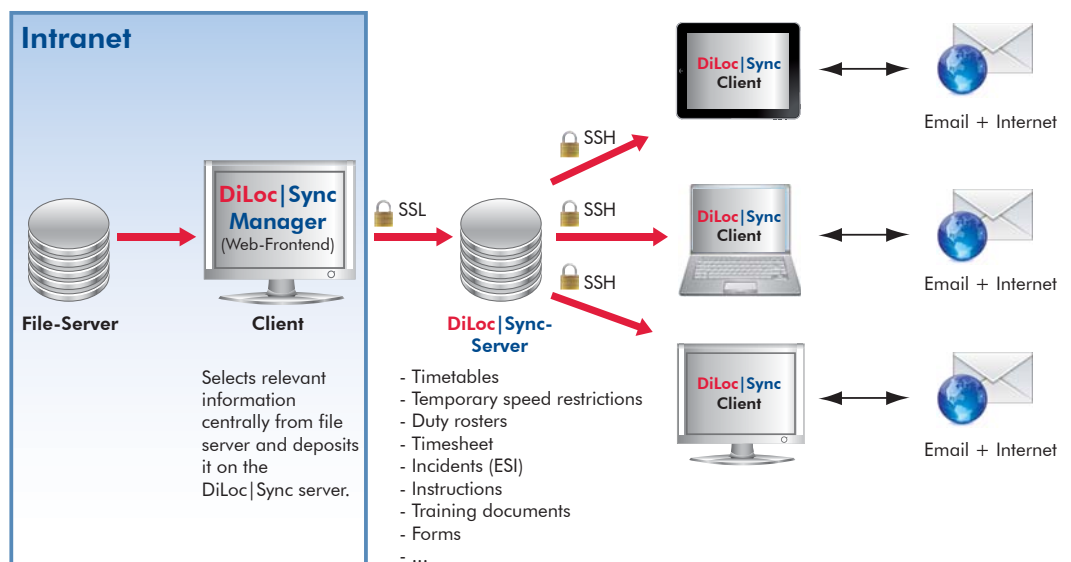 Intranet
DiLoc|Sync
Manager
(Web-Frontend)
File-Server
Client
Selects relevant
information
centrally from file
server and deposits
it on the
DiLoc|Sync server.
SSL
DiLoc|Sync-
Server
- Timetables
- Temporary speed restrictions
- Duty rosters
- Timesheet
- Incidents (ESI)
- Instructions
- Training documents
- Forms
- ...
SSH
SSH
SSH
DiLoc|Sync
Client
Email + Internet
DiLoc|Sync
Client
Email + Internet
DiLoc|Sync
Client
Email + Internet